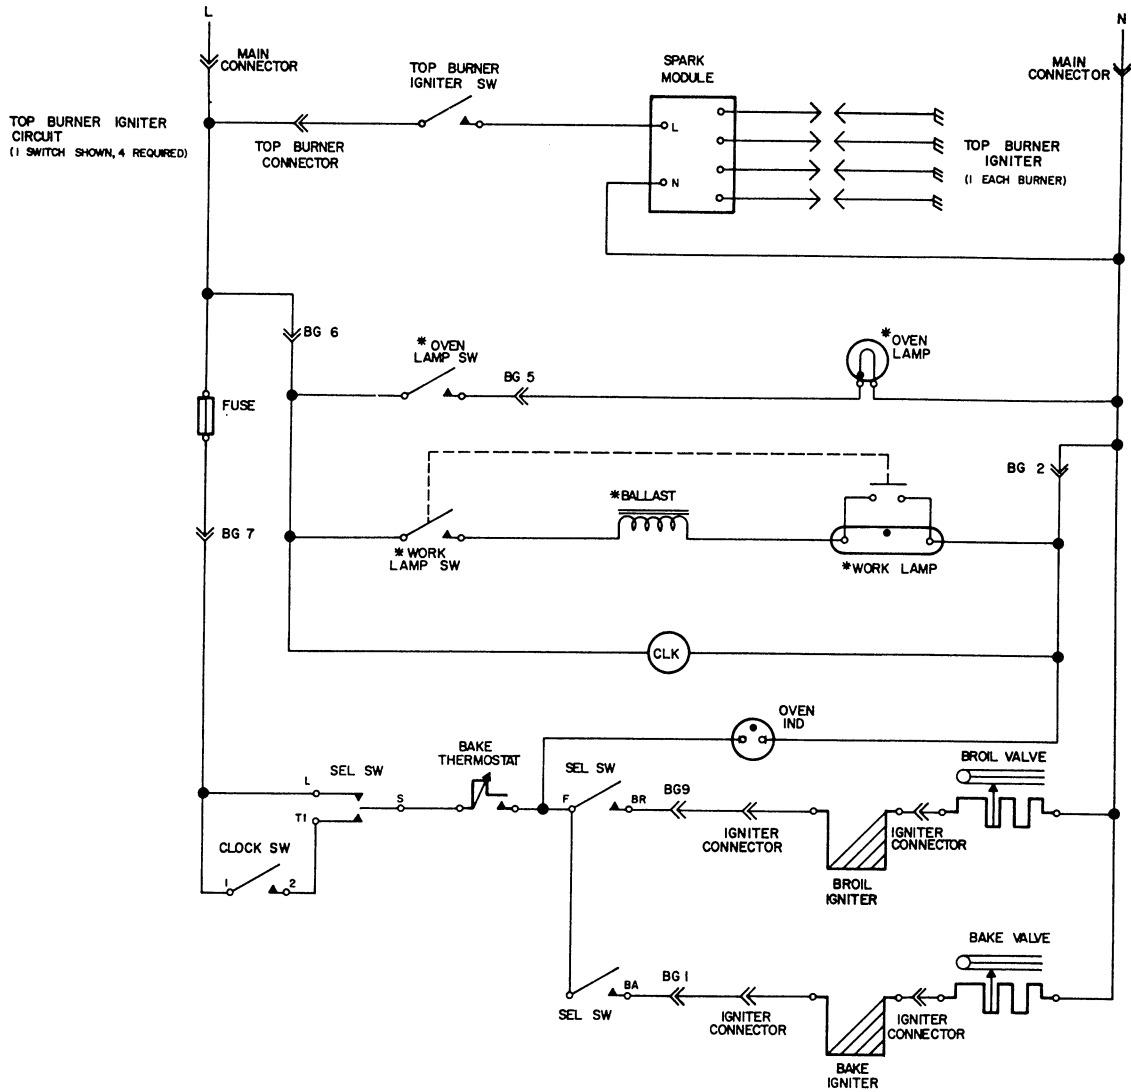 L
N
MAIN
CONNECTOR
TOP BURNER
IGNITER SW
SPARK
MODULE
MAIN
CONNECTOR
TOP BURNER IGNITER
CIRCUIT
(1 SWITCH SHOWN, 4 REQUIRED)
TOP BURNER
CONNECTOR
L
N
TOP BURNER
IGNITER
(1 EACH BURNER)
BG 6
*OVEN
LAMP SW
BG 5
*OVEN
LAMP
FUSE
BG 7
*BALLAST
BG 2
*WORK
LAMP SW
*WORK LAMP
CLK
OVEN
IND
BAKE
THERMOSTAT
SEL SW
L
S
T1
SEL SW
F
BR
BG9
BROIL VALVE
IGNITER
CONNECTOR
IGNITER
CONNECTOR
BROIL
IGNITER
CLOCK SW
1
2
BAKE VALVE
SEL SW
BA
BG 1
IGNITER
CONNECTOR
IGNITER
CONNECTOR
BAKE
IGNITER